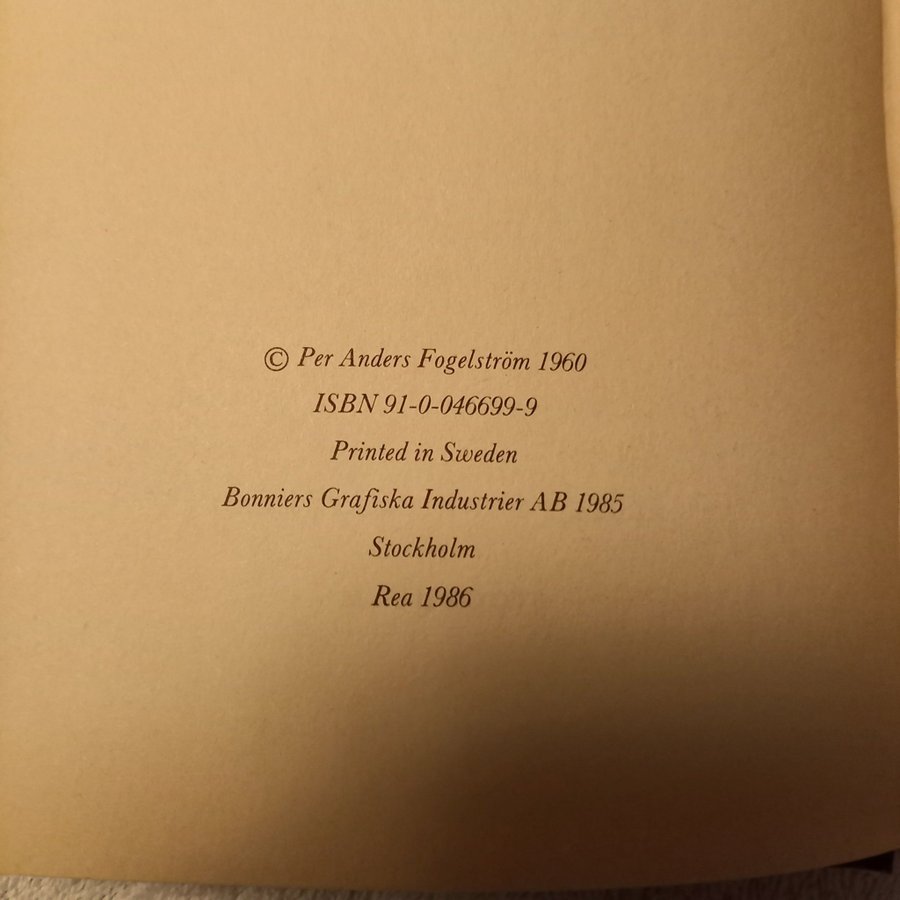 © Per Anders Fogelström 1960
ISBN 91-0-046699-9
Printed in Sweden
Bonniers Grafiska Industrier AB 1985
Stockholm
Rea 1986